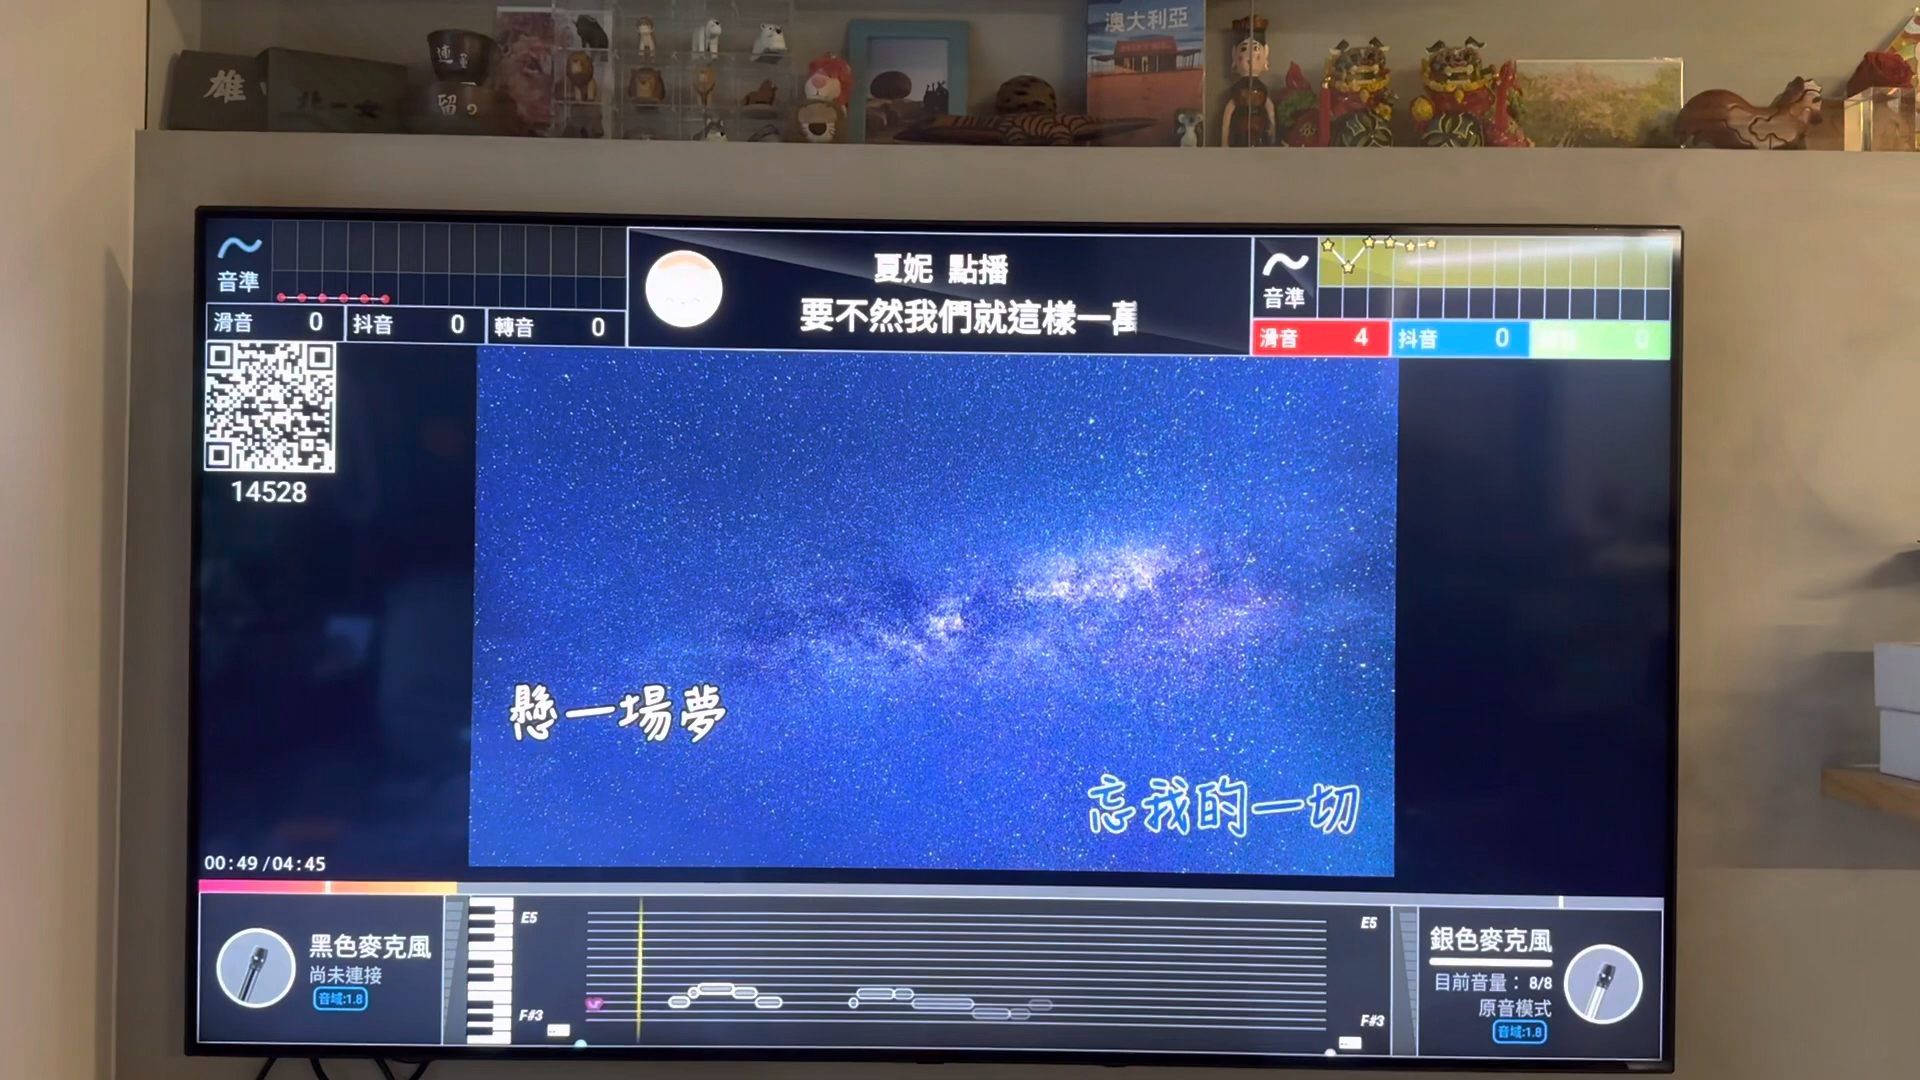 澳大利亞
雄
連
留
音準
夏妮 點播
要不然我們就這樣一萬
音準
滑音 0
抖音 0
轉音 0
滑音 4
抖音 0
0
14528
懸一場夢
忘我的一切
00:49/04:45
黑色麥克風
尚未連接
音域:1.8
E5
F#3
E5
F#3
銀色麥克風
目前音量：8/8
原音模式
音域:1.8